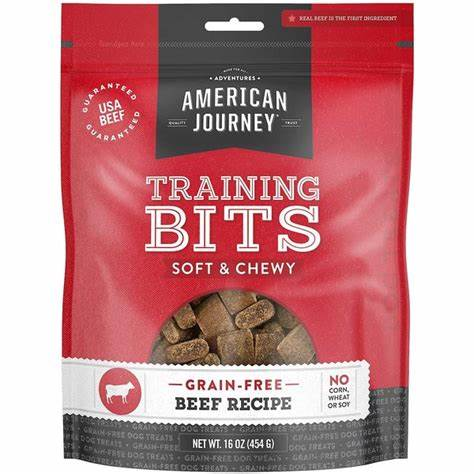 ★ REAL BEEF IS THE FIRST INGREDIENT
ADVENTURES
AMERICAN
JOURNEY
QUALITY TRUST
GUARANTEED
USA
BEEF
GUARANTEED
TRAINING
BITS
SOFT & CHEWY
GRAIN-FREE
BEEF RECIPE
NO
CORN,
WHEAT
OR SOY
NET WT. 16 OZ (454 G)
GRAIN-FREE DOG TREATS